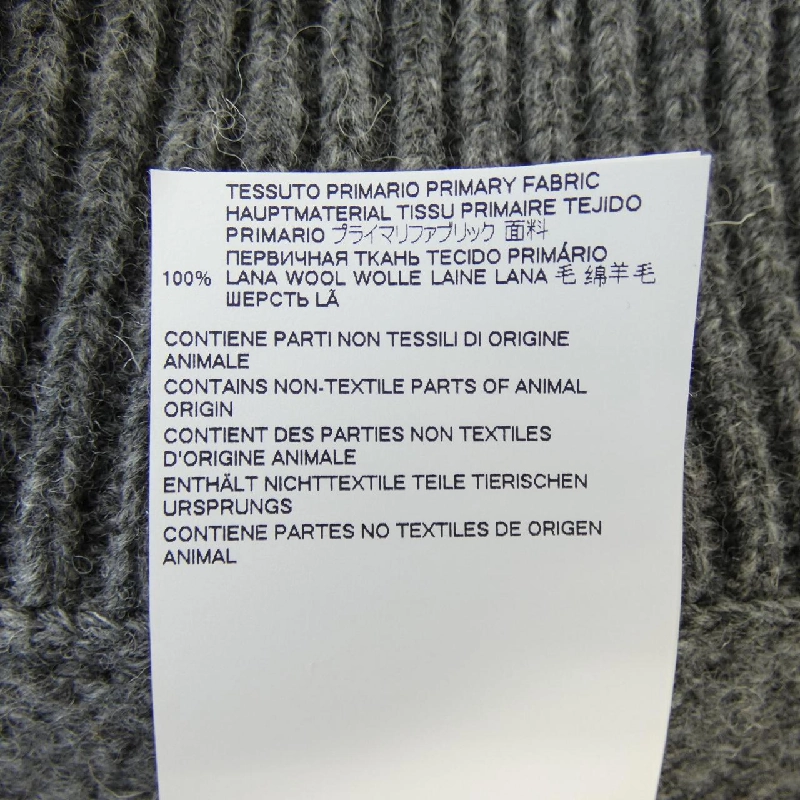 TESSUTO PRIMARIO PRIMARY FABRIC
HAUPTMATERIAL TISSU PRIMAIRE TEJIDO
PRIMARIO プライマリファブリック 面料
ПЕРВИЧНАЯ ТКАНЬ TECIDO PRIMÁRIO
100% LANA WOOL WOLLE LAINE LANA 毛 绵羊毛
ШЕРСТЬ LÃ
CONTIENE PARTI NON TESSILI DI ORIGINE
ANIMALE
CONTAINS NON-TEXTILE PARTS OF ANIMAL
ORIGIN
CONTIENT DES PARTIES NON TEXTILES
D'ORIGINE ANIMALE
ENTHÄLT NICHTTEXTILE TEILE TIERISCHEN
URSPRUNGS
CONTIENE PARTES NO TEXTILES DE ORIGEN
ANIMAL